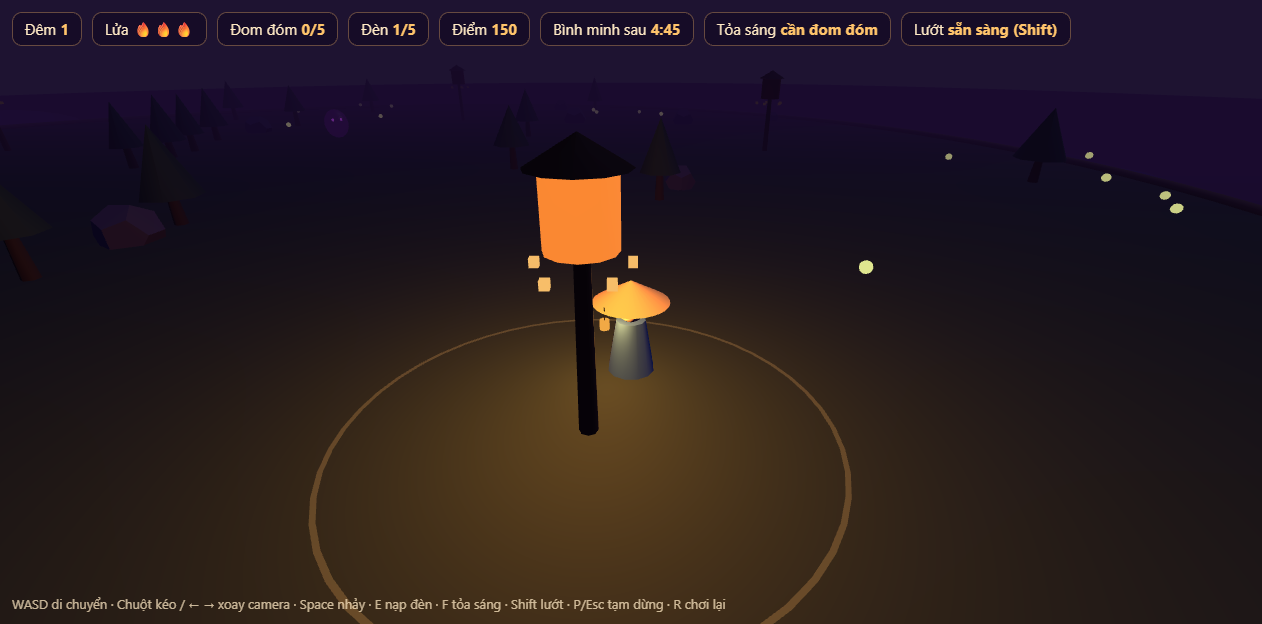 Đêm 1 Lửa 🔥🔥🔥 Đom đóm 0/5 Đèn 1/5 Điểm 150 Bình minh sau 4:45 Tỏa sáng cần đom đóm Lướt sẵn sàng (Shift)
WASD di chuyển · Chuột kéo / ← → xoay camera · Space nhảy · E nạp đèn · F tỏa sáng · Shift lướt · P/Esc tạm dừng · R chơi lại